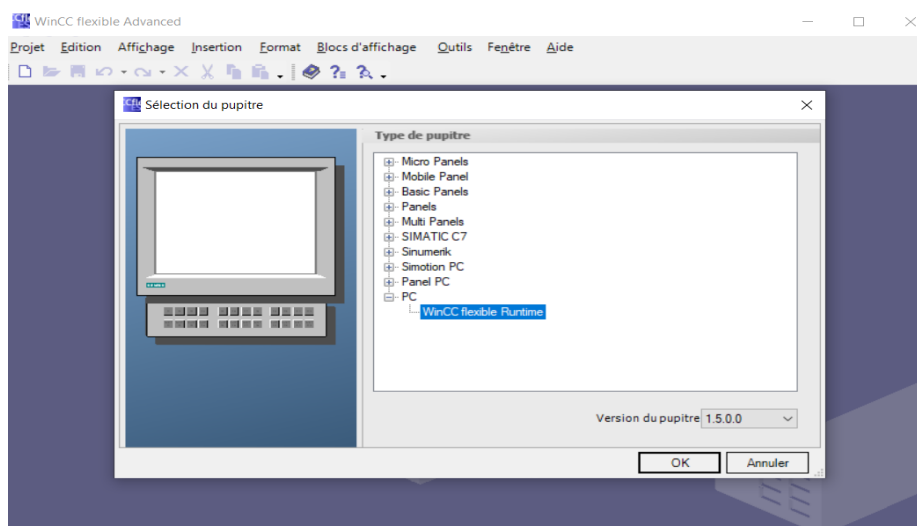 WinCC flexible Advanced
Projet Edition Affichage Insertion Format Blocs d'affichage Outils Fenêtre Aide
Sélection du pupitre
Type de pupitre
Micro Panels
Mobile Panel
Basic Panels
Panels
Multi Panels
SIMATIC C7
Sinumerik
Simotion PC
Panel PC
PC
WinCC flexible Runtime
Version du pupitre 1.5.0.0
OK Annuler